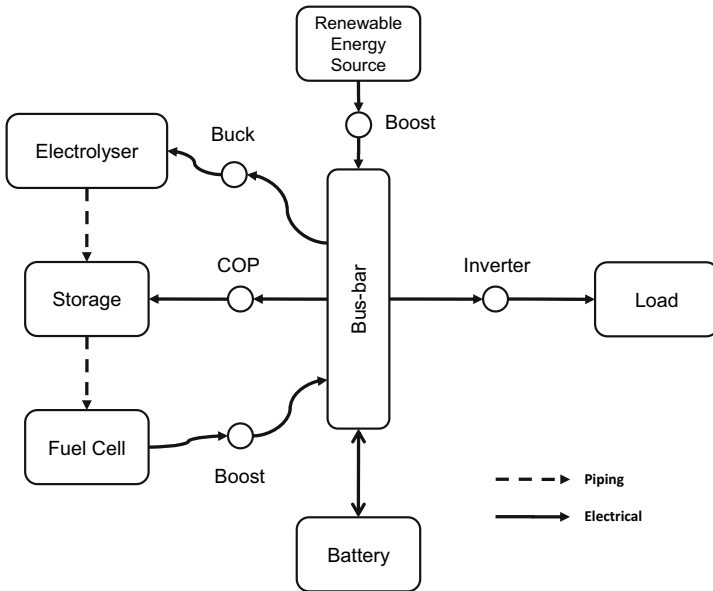 Renewable
Energy
Source
Boost
Buck
Electrolyser
COP
Inverter
Storage
Bus-bar
Load
Fuel Cell
Boost
Piping
Electrical
Battery